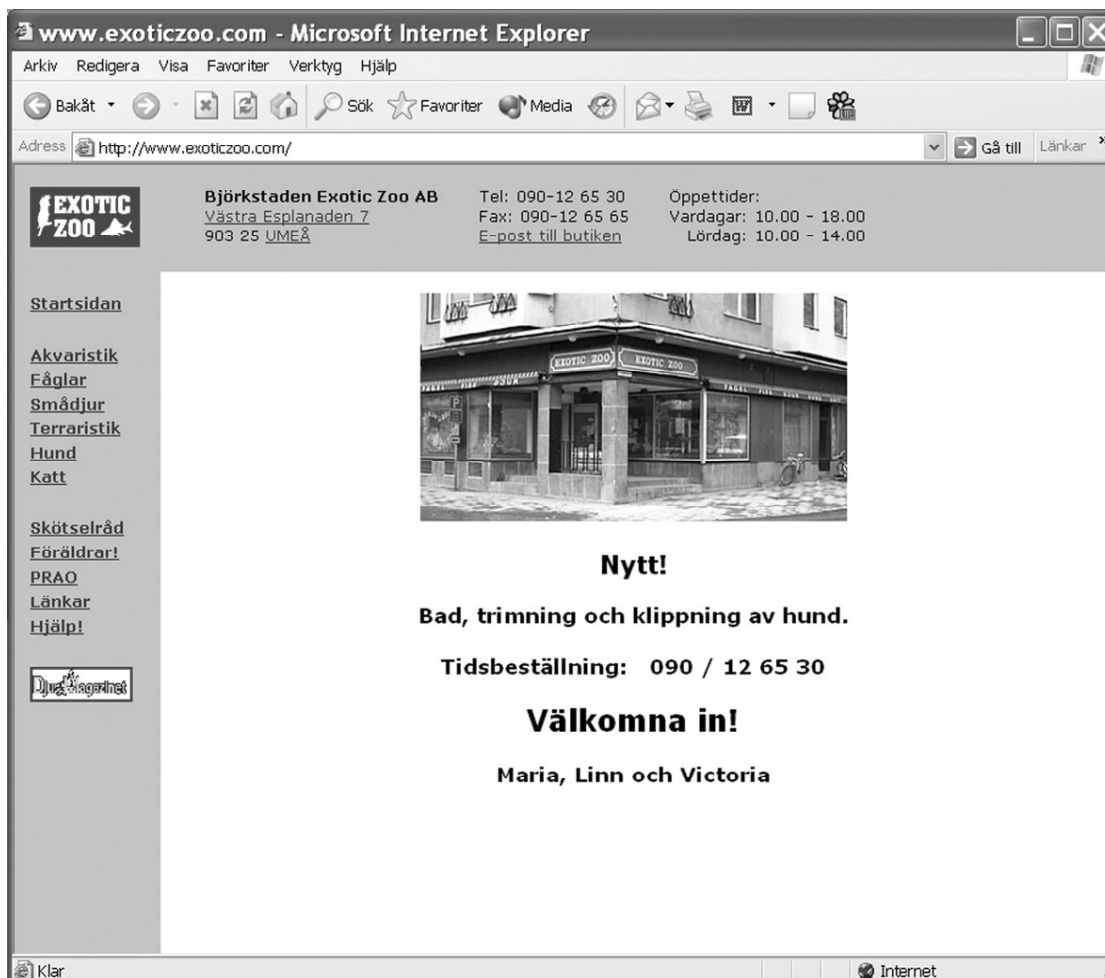 www.exoticzoo.com - Microsoft Internet Explorer
Arkiv Redigera Visa Favoriter Verktyg Hjälp
Bakåt Sök Favoriter Media
Adress http://www.exoticzoo.com/ Gå till Länkar »
EXOTIC
ZOO
Björkstaden Exotic Zoo AB
Västra Esplanaden 7
903 25 UMEÅ
Tel: 090-12 65 30
Fax: 090-12 65 65
E-post till butiken
Öppettider:
Vardagar: 10.00 - 18.00
Lördag: 10.00 - 14.00
Startsidan
Akvaristik
Fåglar
Smådjur
Terraristik
Hund
Katt
Skötselråd
Föräldrar!
PRAO
Länkar
Hjälp!
Djur Magazinet
EXOTIC ZOO
EXOTIC ZOO
FÅGEL FISK DJUR
P
Nytt!
Bad, trimning och klippning av hund.
Tidsbeställning: 090 / 12 65 30
Välkomna in!
Maria, Linn och Victoria
Klar
Internet